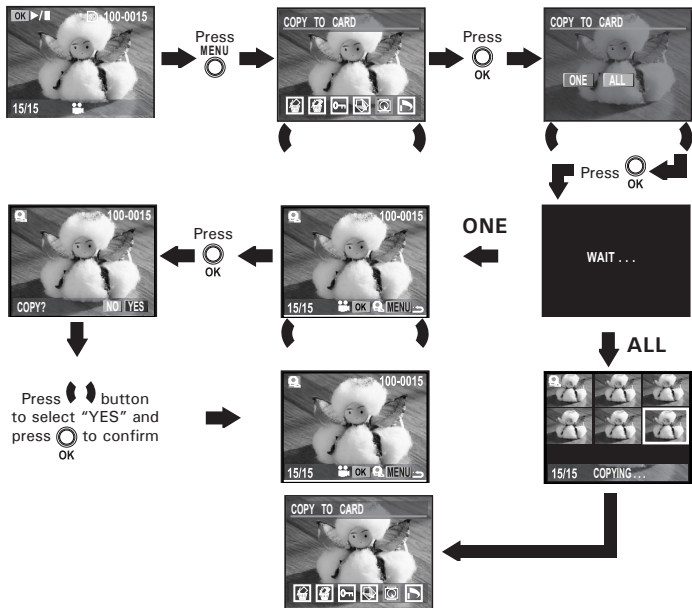 OK 100-0015
15/15
Press
MENU
COPY TO CARD
Press
OK
COPY TO CARD
ONE ALL
Press
OK
WAIT...
ONE
100-0015
15/15 OK MENU:
Press
OK
100-0015
COPY? NO YES
Press button
to select “YES” and
press to confirm
OK
100-0015
15/15 OK MENU:
ALL
15/15 COPYING...
COPY TO CARD